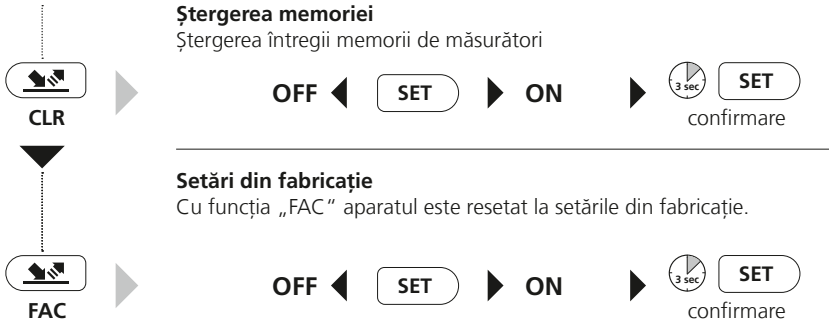 Ștergerea memoriei
Ștergerea întregii memorii de măsurători
OFF SET ON 3 sec SET
CLR confirmare
Setări din fabricație
Cu funcția „FAC“ aparatul este resetat la setările din fabricație.
OFF SET ON 3 sec SET
FAC confirmare